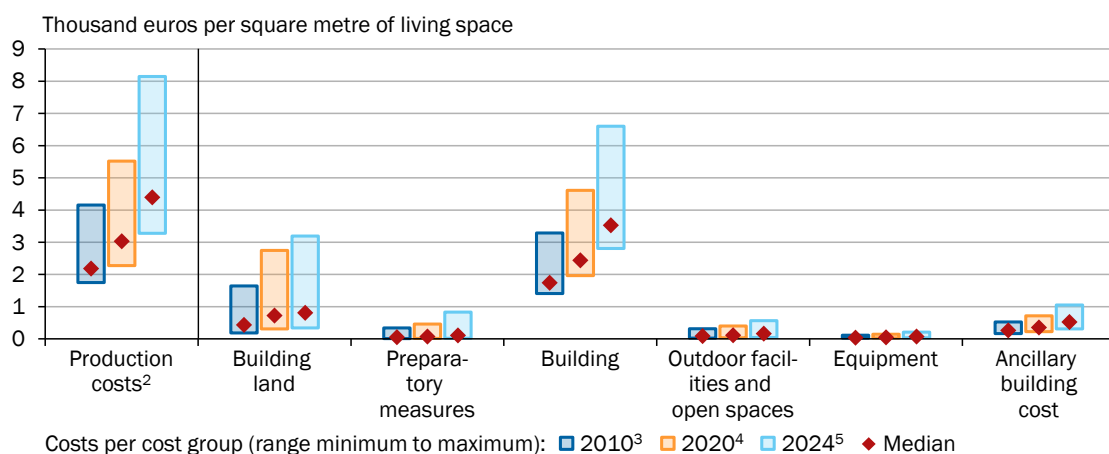 Thousand euros per square metre of living space
9
8
7
6
5
4
3
2
1
0
Production
costs²
Building
land
Prepara-
tory
measures
Building
Outdoor facil-
ities and
open spaces
Equipment
Ancillary
building
cost
Costs per cost group (range minimum to maximum): 2010³ 2020⁴ 2024⁵ Median